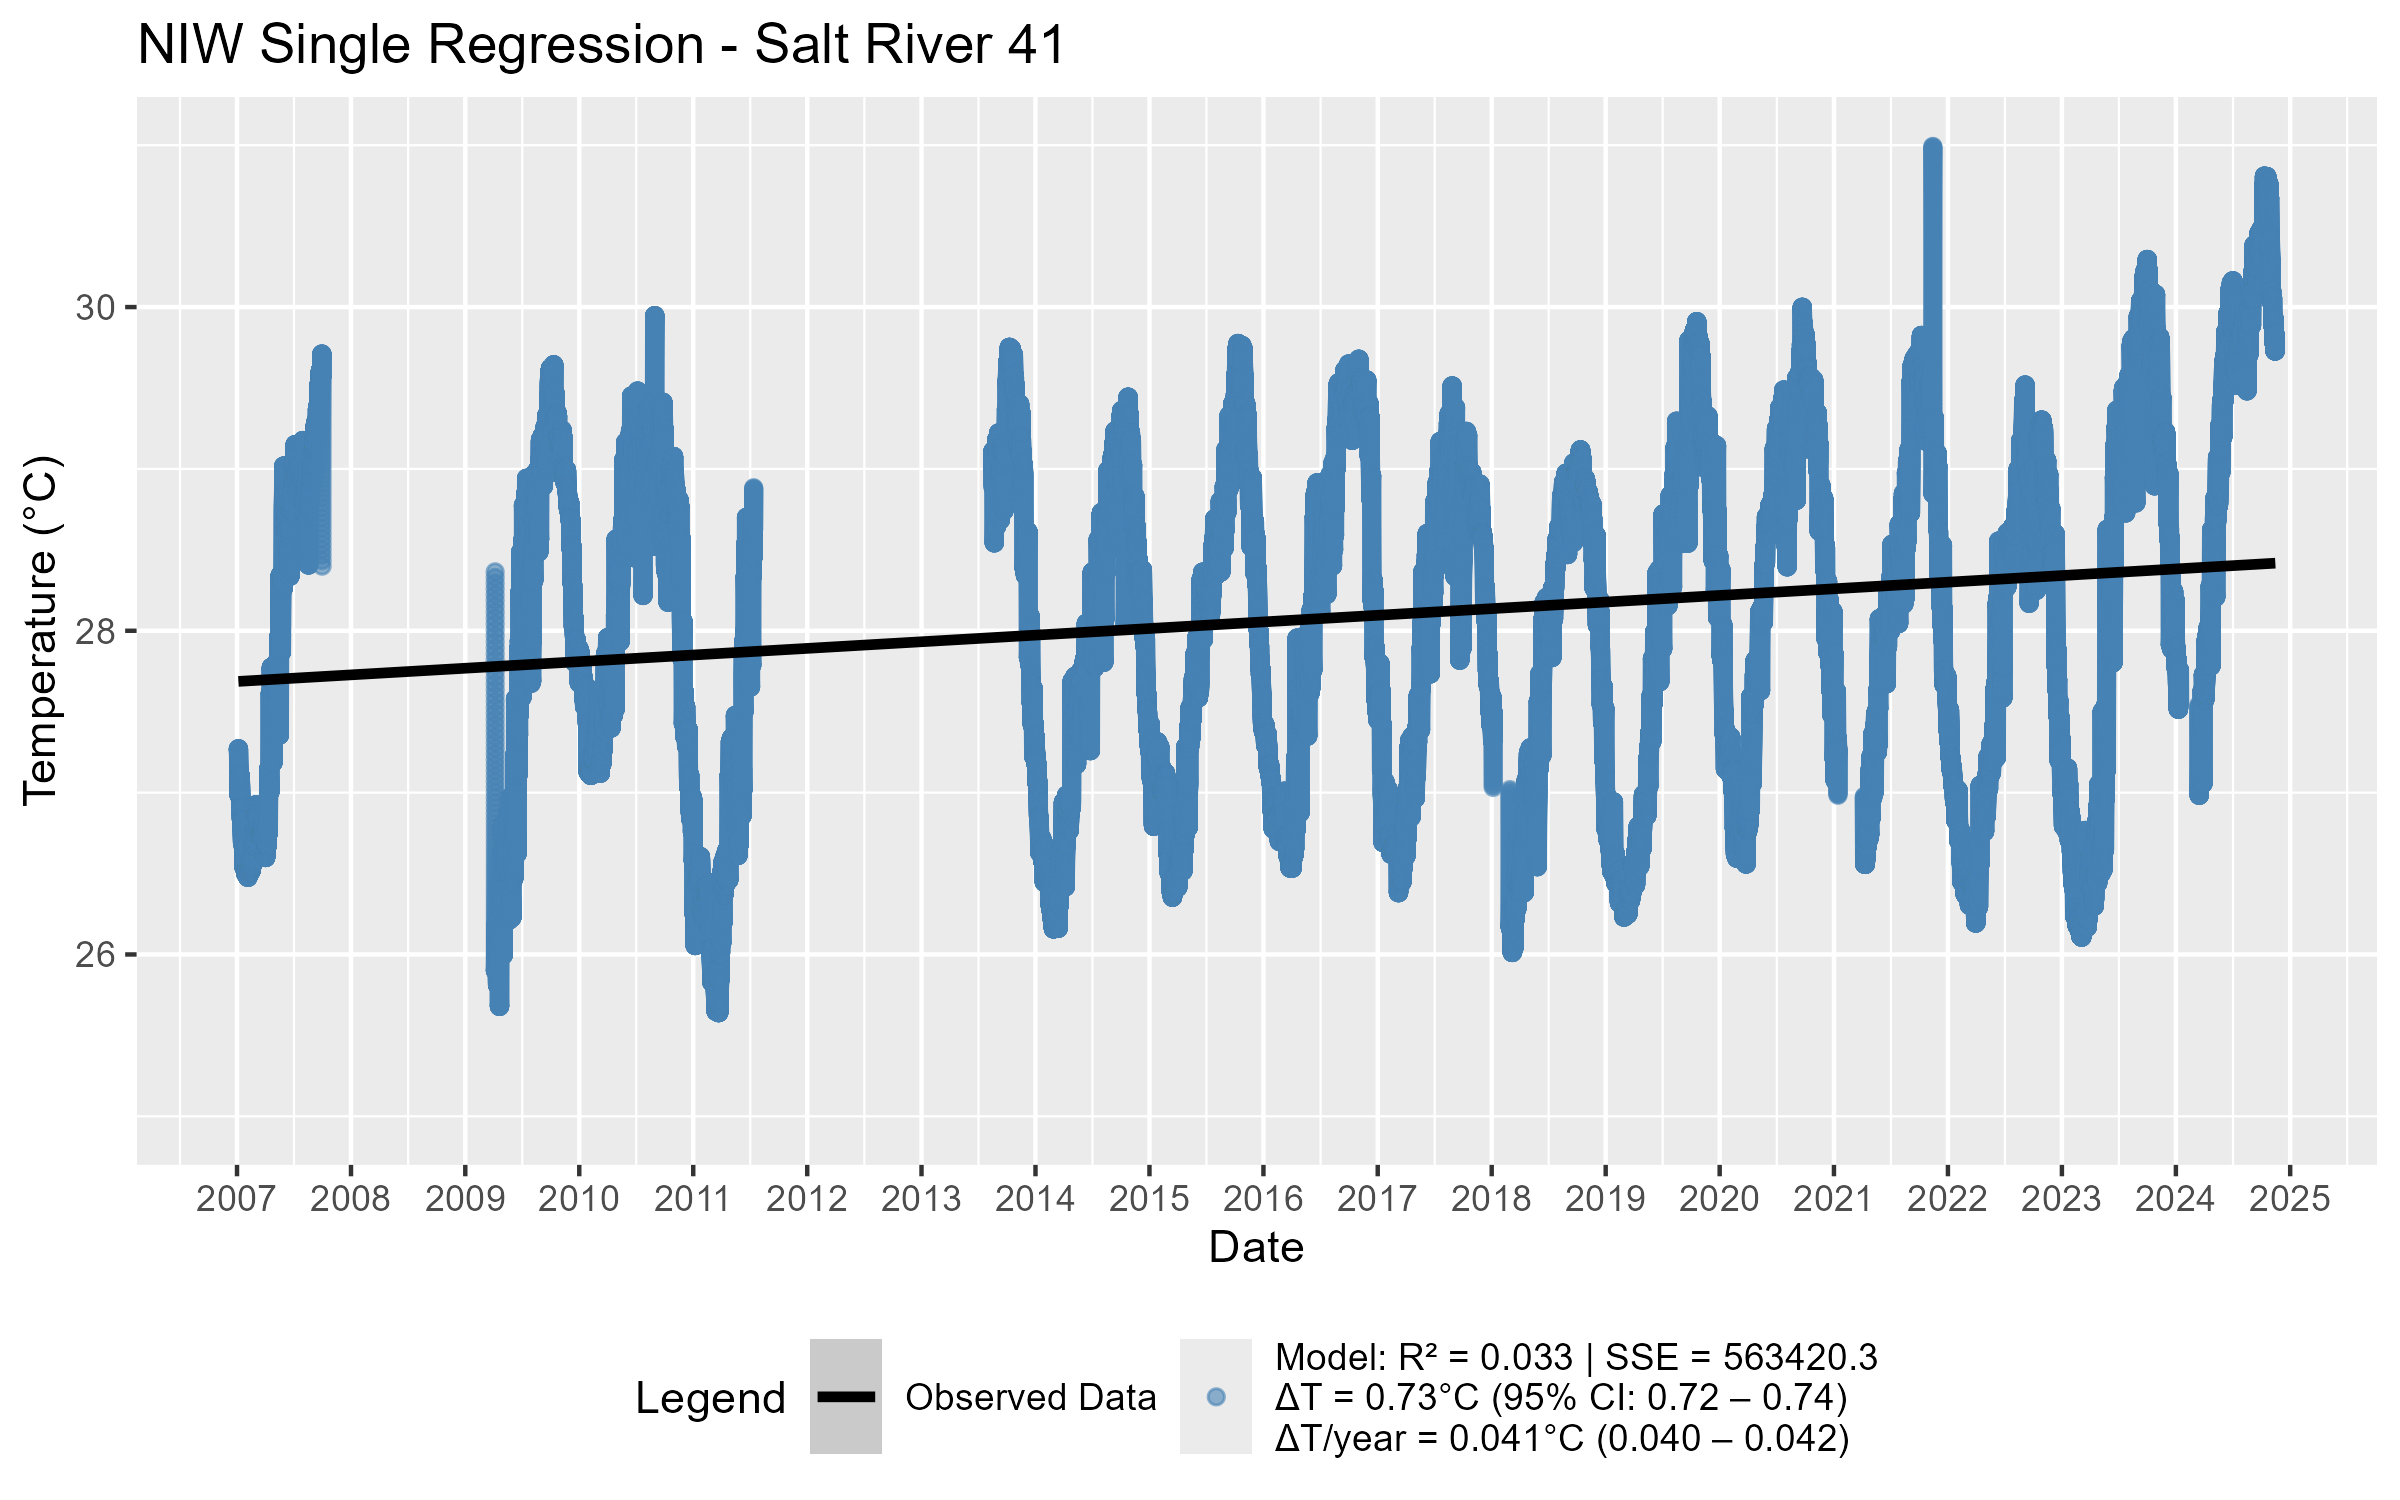 NIW Single Regression - Salt River 41
Temperature (°C)
30
28
26
2007 2008 2009 2010 2011 2012 2013 2014 2015 2016 2017 2018 2019 2020 2021 2022 2023 2024 2025
Date
Legend
Observed Data
Model: R² = 0.033 | SSE = 563420.3
ΔT = 0.73°C (95% CI: 0.72 – 0.74)
ΔT/year = 0.041°C (0.040 – 0.042)